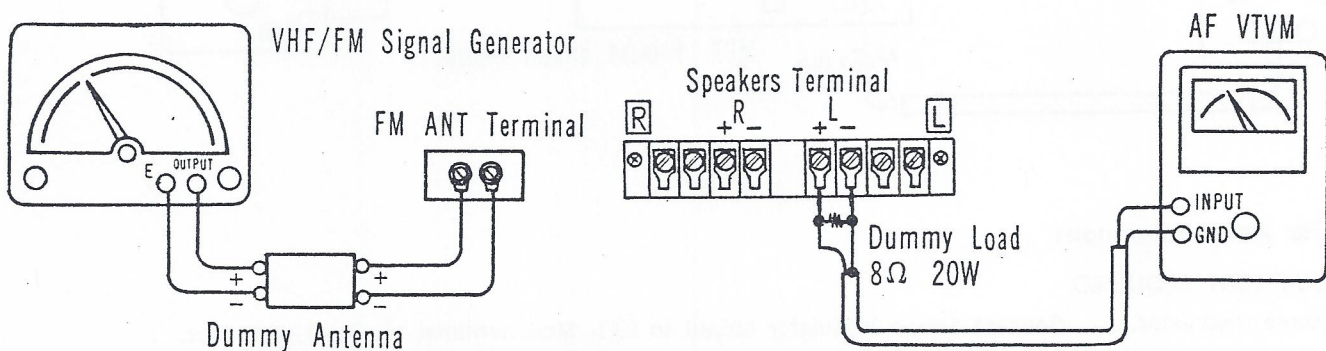 AF VTVM
VHF/FM Signal Generator
Speakers Terminal
FM ANT Terminal
R
R
L
L
+ -
+ -
E
OUTPUT
INPUT
GND
Dummy Load
8Ω 20W
+
-
+
-
Dummy Antenna